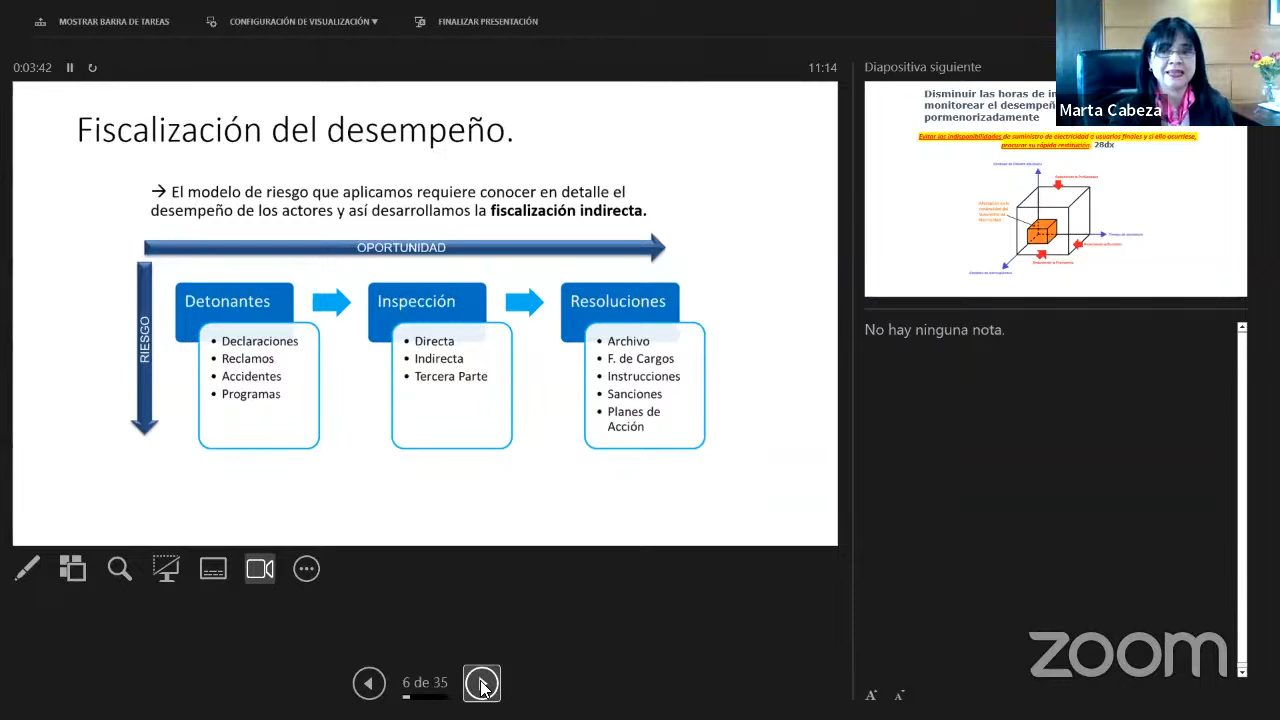 MOSTRAR BARRA DE TAREAS
CONFIGURACIÓN DE VISUALIZACIÓN ▼
FINALIZAR PRESENTACIÓN
0:03:42
11:14
Fiscalización del desempeño.
→ El modelo de riesgo que aplicamos requiere conocer en detalle el
desempeño de los actores y así desarrollamos la fiscalización indirecta.
OPORTUNIDAD
RIESGO
Detonantes
• Declaraciones
• Reclamos
• Accidentes
• Programas
Inspección
• Directa
• Indirecta
• Tercera Parte
Resoluciones
• Archivo
• F. de Cargos
• Instrucciones
• Sanciones
• Planes de
Acción
6 de 35
Diapositiva siguiente
Marta Cabeza
Disminuir las horas de
monitorear el desempeñ
pormenorizadamente
Evitar las indisponibilidades de suministro de electricidad a usuarios finales y si ello ocurriese,
procurar su rápida restitución. 28dx
No hay ninguna nota.
A A
zoom